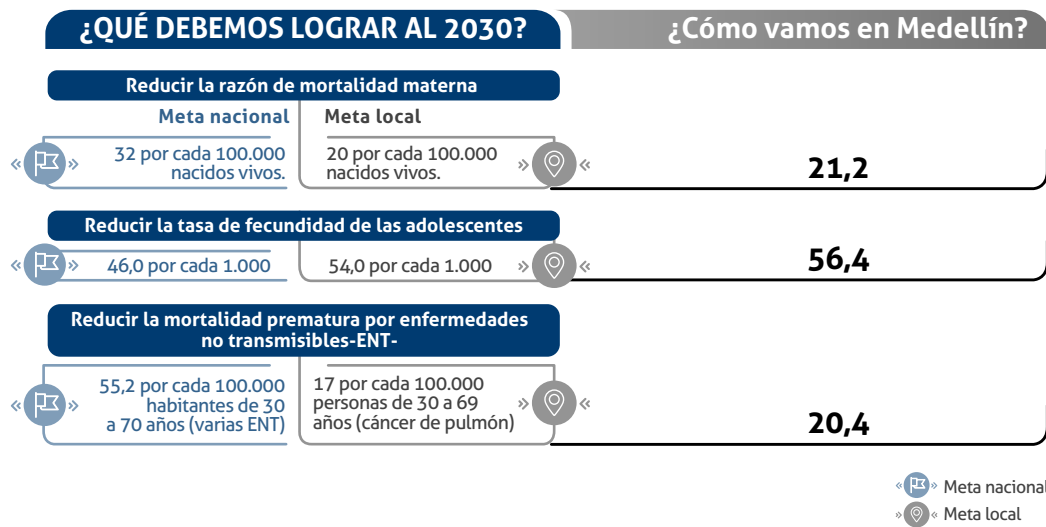 ¿QUÉ DEBEMOS LOGRAR AL 2030?
¿Cómo vamos en Medellín?
Reducir la razón de mortalidad materna
Meta nacional
Meta local
32 por cada 100.000
nacidos vivos.
20 por cada 100.000
nacidos vivos.
21,2
Reducir la tasa de fecundidad de las adolescentes
46,0 por cada 1.000
54,0 por cada 1.000
56,4
Reducir la mortalidad prematura por enfermedades
no transmisibles-ENT-
55,2 por cada 100.000
habitantes de 30
a 70 años (varias ENT)
17 por cada 100.000
personas de 30 a 69
años (cáncer de pulmón)
20,4
Meta nacional
Meta local